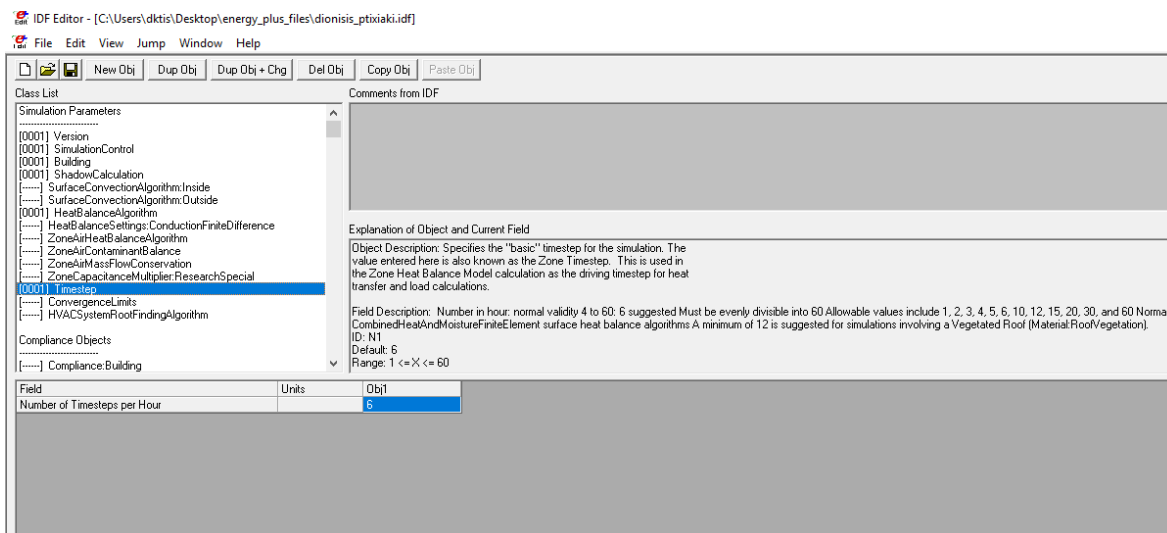 IDF Editor - [C:\Users\dktis\Desktop\energy_plus_files\dionisis_ptixiaki.idf]
File Edit View Jump Window Help
New Obj Dup Obj Dup Obj + Chg Del Obj Copy Obj Paste Obj
Class List
Simulation Parameters
--------------------------
[0001] Version
[0001] SimulationControl
[0001] Building
[0001] ShadowCalculation
[------] SurfaceConvectionAlgorithm:Inside
[------] SurfaceConvectionAlgorithm:Outside
[0001] HeatBalanceAlgorithm
[------] HeatBalanceSettings:ConductionFiniteDifference
[------] ZoneAirHeatBalanceAlgorithm
[------] ZoneAirContaminantBalance
[------] ZoneAirMassFlowConservation
[------] ZoneCapacitanceMultiplier:ResearchSpecial
[0001] Timestep
[------] ConvergenceLimits
[------] HVACSystemRootFindingAlgorithm
Compliance Objects
--------------------------
[------] Compliance:Building
Comments from IDF
Explanation of Object and Current Field
Object Description: Specifies the "basic" timestep for the simulation. The
value entered here is also known as the Zone Timestep. This is used in
the Zone Heat Balance Model calculation as the driving timestep for heat
transfer and load calculations.
Field Description: Number in hour: normal validity 4 to 60: 6 suggested Must be evenly divisible into 60 Allowable values include 1, 2, 3, 4, 5, 6, 10, 12, 15, 20, 30, and 60 Norma
CombinedHeatAndMoistureFiniteElement surface heat balance algorithms A minimum of 12 is suggested for simulations involving a Vegetated Roof (Material:RoofVegetation).
ID: N1
Default: 6
Range: 1 <= X <= 60
Field Units Obj1
Number of Timesteps per Hour 6